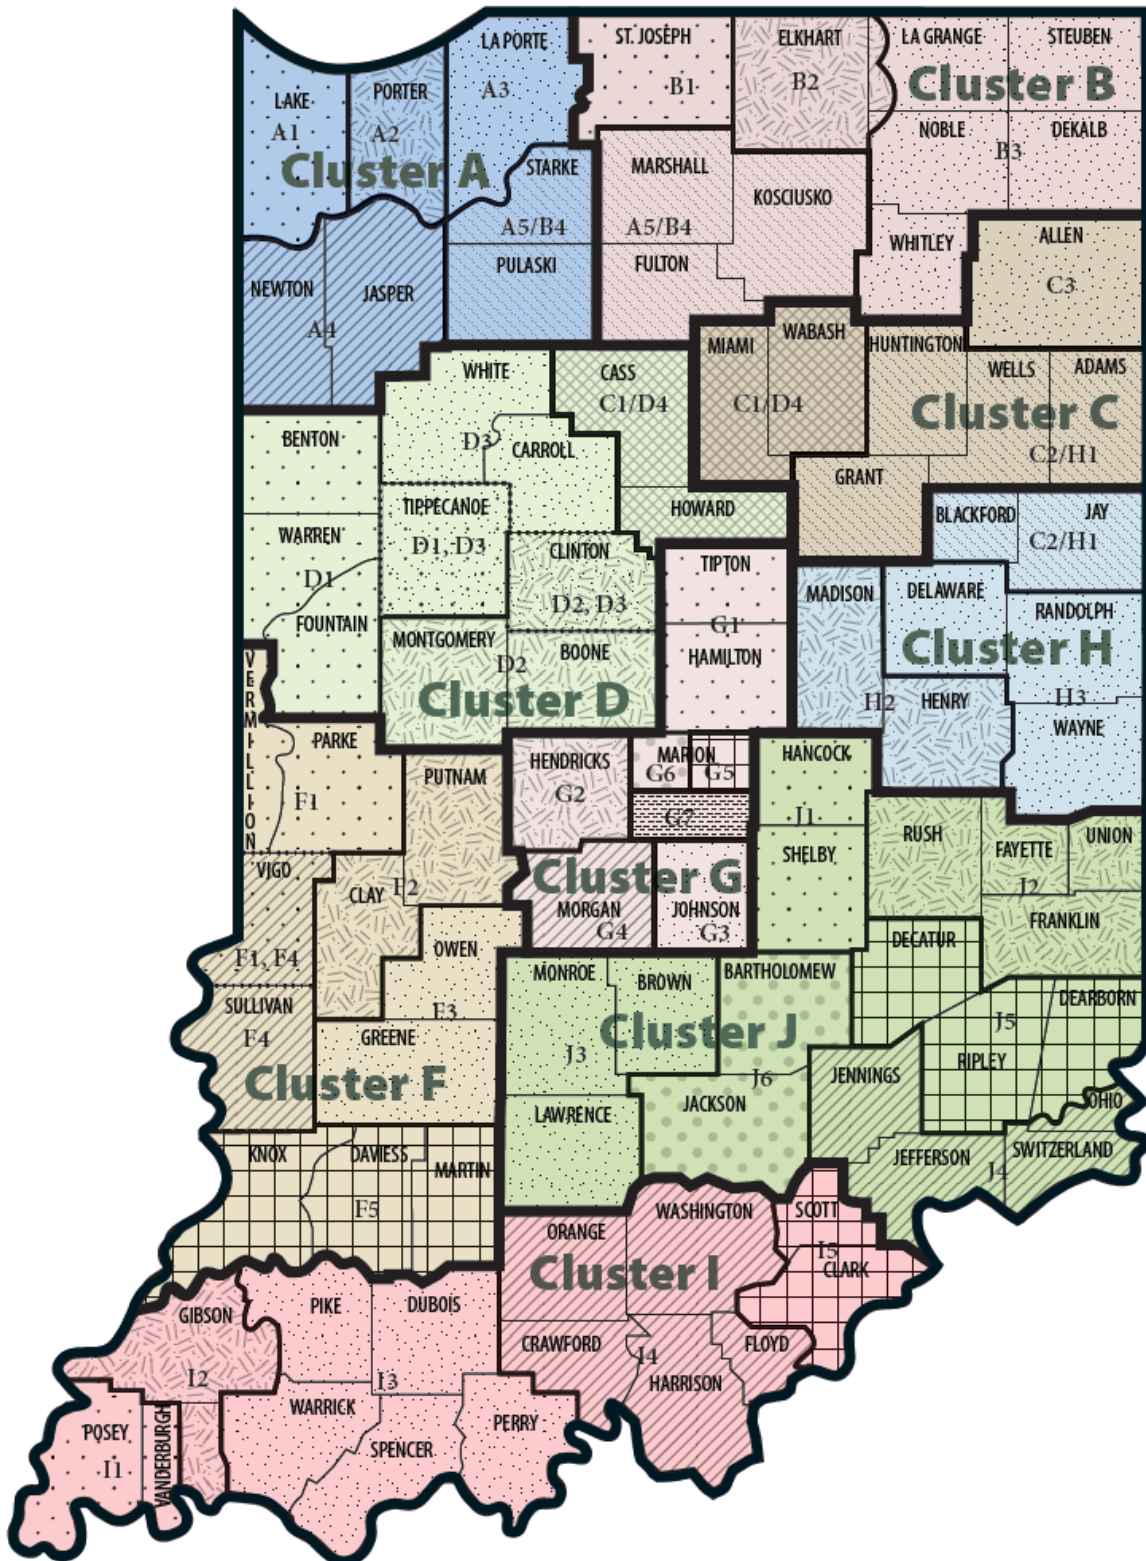 LA PORTE
A3
ST. JOSEPH
B1
ELKHART
B2
LA GRANGE
STEUBEN
Cluster B
LAKE
A1
PORTER
A2
Cluster A
NOBLE
DEKALB
B3
STARKE
A5/B4
MARSHALL
A5/B4
KOSCIUSKO
WHITLEY
ALLEN
C3
NEWTON
JASPER
A4
PULASKI
FULTON
WHITE
D3
CASS
C1/D4
MIAMI
WABASH
C1/D4
HUNTINGTON
WELLS
ADAMS
Cluster C
C2/H1
BENTON
CARROLL
GRANT
WARREN
D1
TIPPECANOE
D1, D3
HOWARD
BLACKFORD
JAY
C2/H1
CLINTON
D2, D3
TIPTON
G1
HAMILTON
MADISON
DELAWARE
RANDOLPH
Cluster H
FOUNTAIN
MONTGOMERY
D2
BOONE
Cluster D
H2
HENRY
H3
WAYNE
VERMILLION
PARKE
F1
PUTNAM
HENDRICKS
G2
MARION
G6
G5
G7
HANCOCK
J1
SHELBY
RUSH
FAYETTE
UNION
J2
FRANKLIN
VIGO
F1, F4
CLAY
F2
Cluster G
MORGAN
G4
JOHNSON
G3
OWEN
F3
DECATUR
SULLIVAN
F4
GREENE
Cluster F
MONROE
BROWN
BARTHOLOMEW
Cluster J
J3
J6
DEARBORN
J5
RIPLEY
JENNINGS
OHIO
LAWRENCE
JACKSON
KNOX
DAVIESS
MARTIN
F5
JEFFERSON
J4
SWITZERLAND
ORANGE
WASHINGTON
SCOTT
I5
CLARK
Cluster I
GIBSON
I2
PIKE
DUBOIS
I3
CRAWFORD
I4
FLOYD
HARRISON
POSEY
I1
VANDERBURGH
WARRICK
SPENCER
PERRY